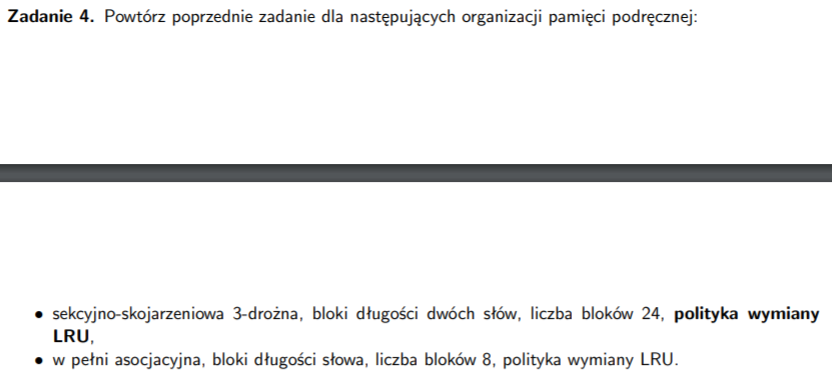 Zadanie 4. Powtórz poprzednie zadanie dla następujących organizacji pamięci podręcznej:
• sekcyjno-skojarzeniowa 3-drożna, bloki długości dwóch słów, liczba bloków 24, polityka wymiany
LRU,
• w pełni asocjacyjna, bloki długości słowa, liczba bloków 8, polityka wymiany LRU.